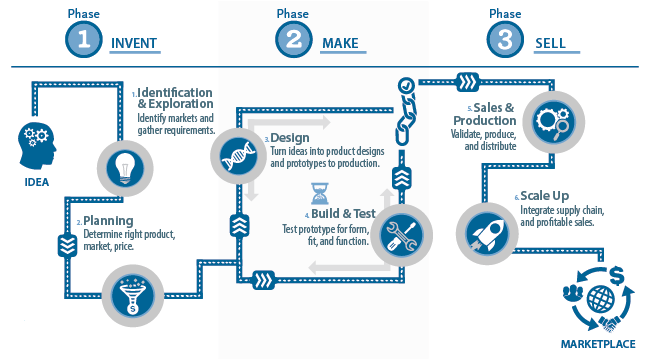 Phase
1 INVENT
Phase
2 MAKE
Phase
3 SELL
IDEA
1. Identification
& Exploration
Identify markets and
gather requirements.
2. Planning
Determine right product,
market, price.
$
3. Design
Turn ideas into product designs
and prototypes to production.
4. Build & Test
Test prototype for form,
fit, and function.
5. Sales &
Production
Validate, produce,
and distribute
6. Scale Up
Integrate supply chain,
and profitable sales.
$
MARKETPLACE